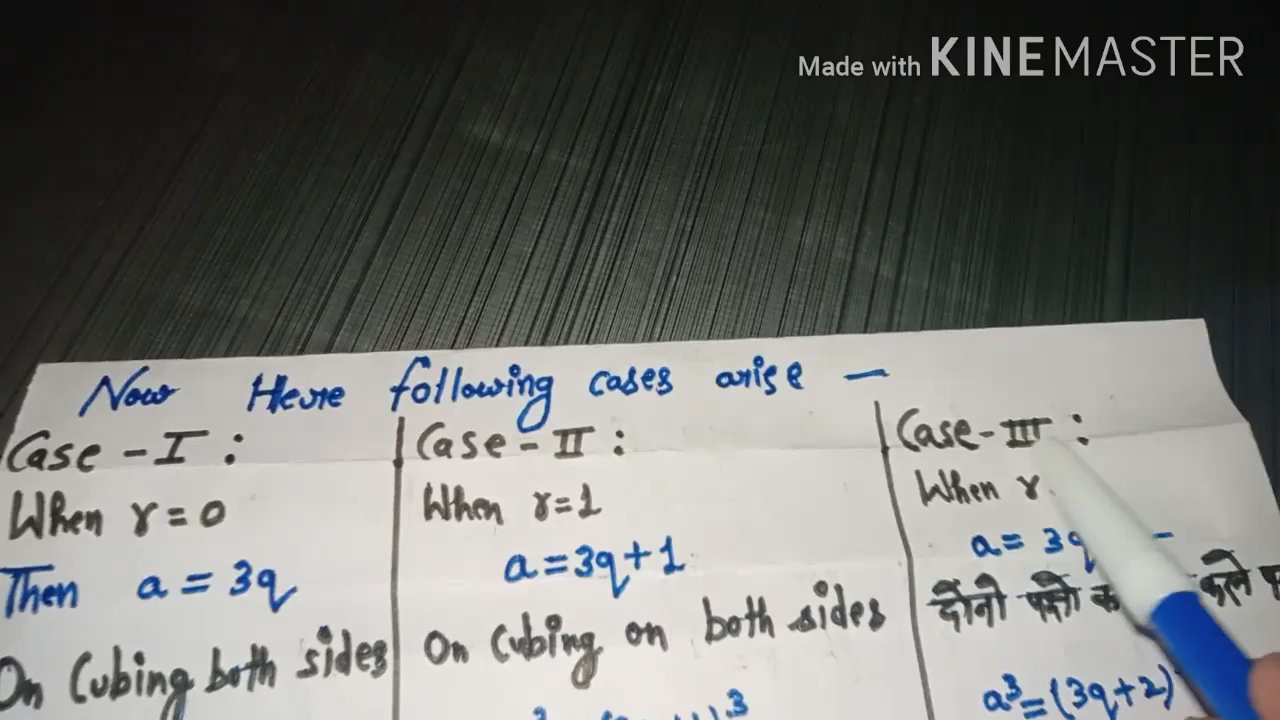 Made with KINEMASTER
Now Here following cases arise —
Case - I :
When r = 0
Then a = 3q
On Cubing both sides
Case - II :
When r=1
a = 3q+1
On Cubing on both sides
Case - III :
When r
a = 3q
दोनो पक्षो
a³=(3q+2)